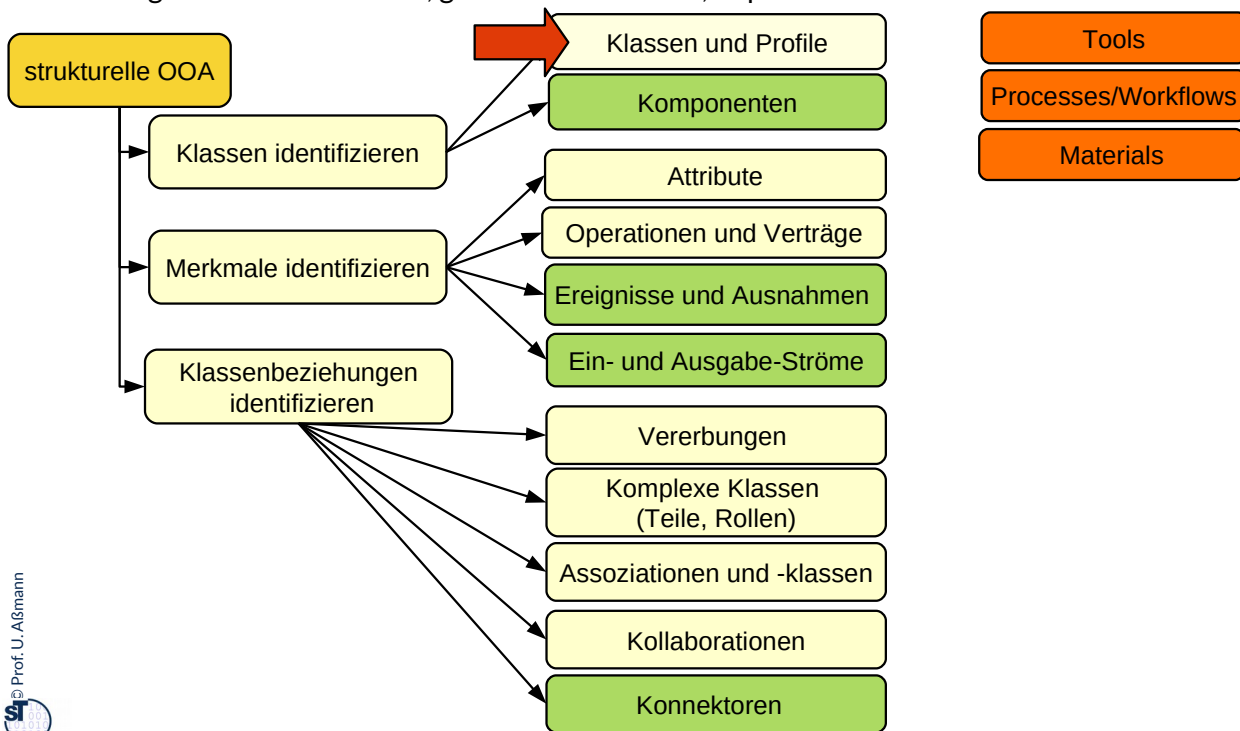 strukturelle OOA
Klassen identifizieren
Merkmale identifizieren
Klassenbeziehungen
identifizieren
Klassen und Profile
Komponenten
Attribute
Operationen und Verträge
Ereignisse und Ausnahmen
Ein- und Ausgabe-Ströme
Vererbungen
Komplexe Klassen
(Teile, Rollen)
Assoziationen und -klassen
Kollaborationen
Konnektoren
Tools
Processes/Workflows
Materials
© Prof. U. Aßmann
ST